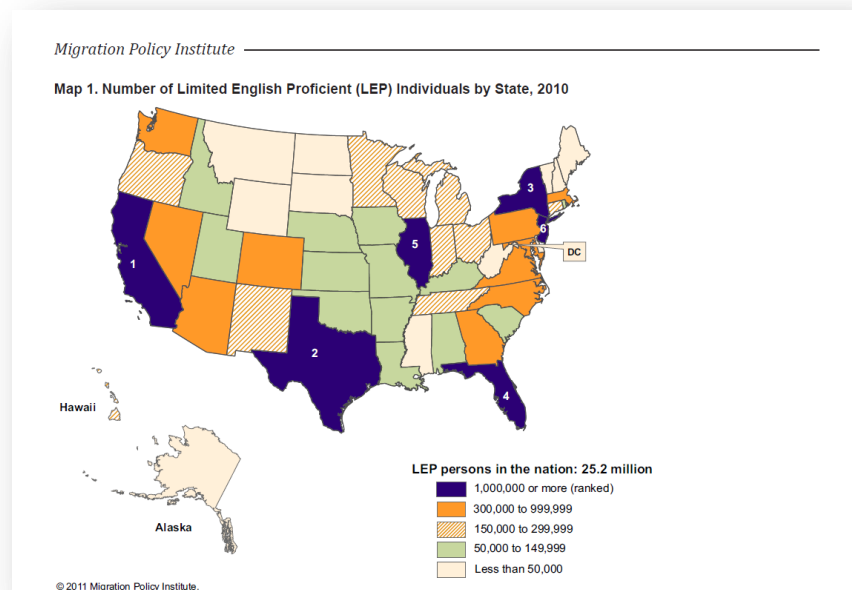 Migration Policy Institute
Map 1. Number of Limited English Proficient (LEP) Individuals by State, 2010
3
6
5
DC
1
2
4
Hawaii
LEP persons in the nation: 25.2 million
1,000,000 or more (ranked)
300,000 to 999,999
150,000 to 299,999
Alaska
50,000 to 149,999
Less than 50,000
© 2011 Migration Policy Institute.